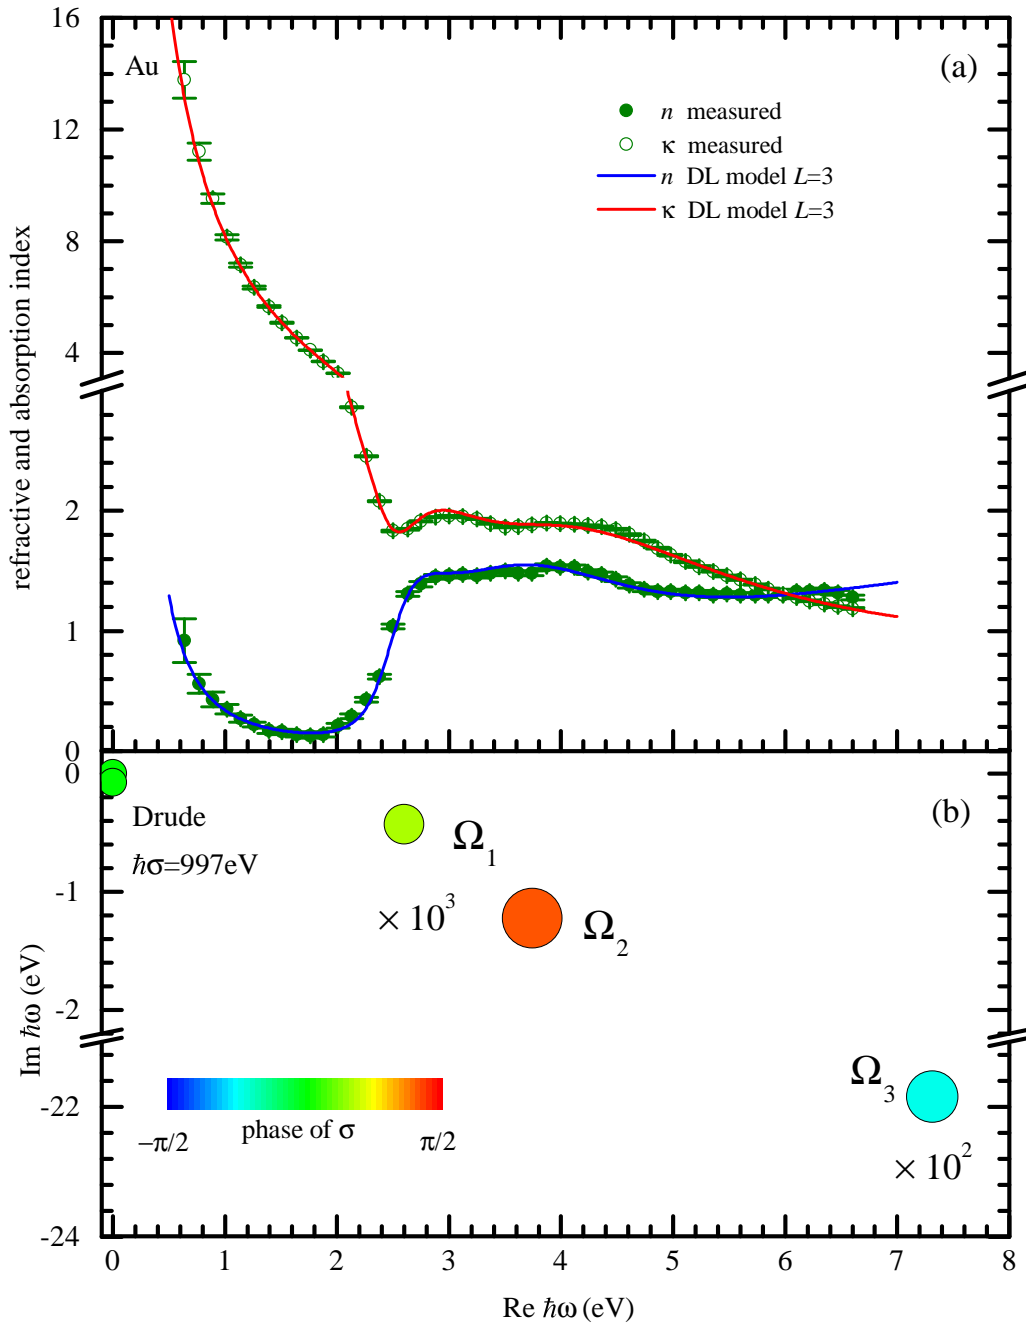 16
12
8
4
2
1
0
Au
(a)
n measured
κ measured
n DL model L=3
κ DL model L=3
refractive and absorption index
0
-1
-2
-22
-24
(b)
Drude
ħσ=997eV
Ω1
× 10³
Ω2
Ω3
× 10²
−π/2
phase of σ
π/2
Im ħω (eV)
0 1 2 3 4 5 6 7 8
Re ħω (eV)